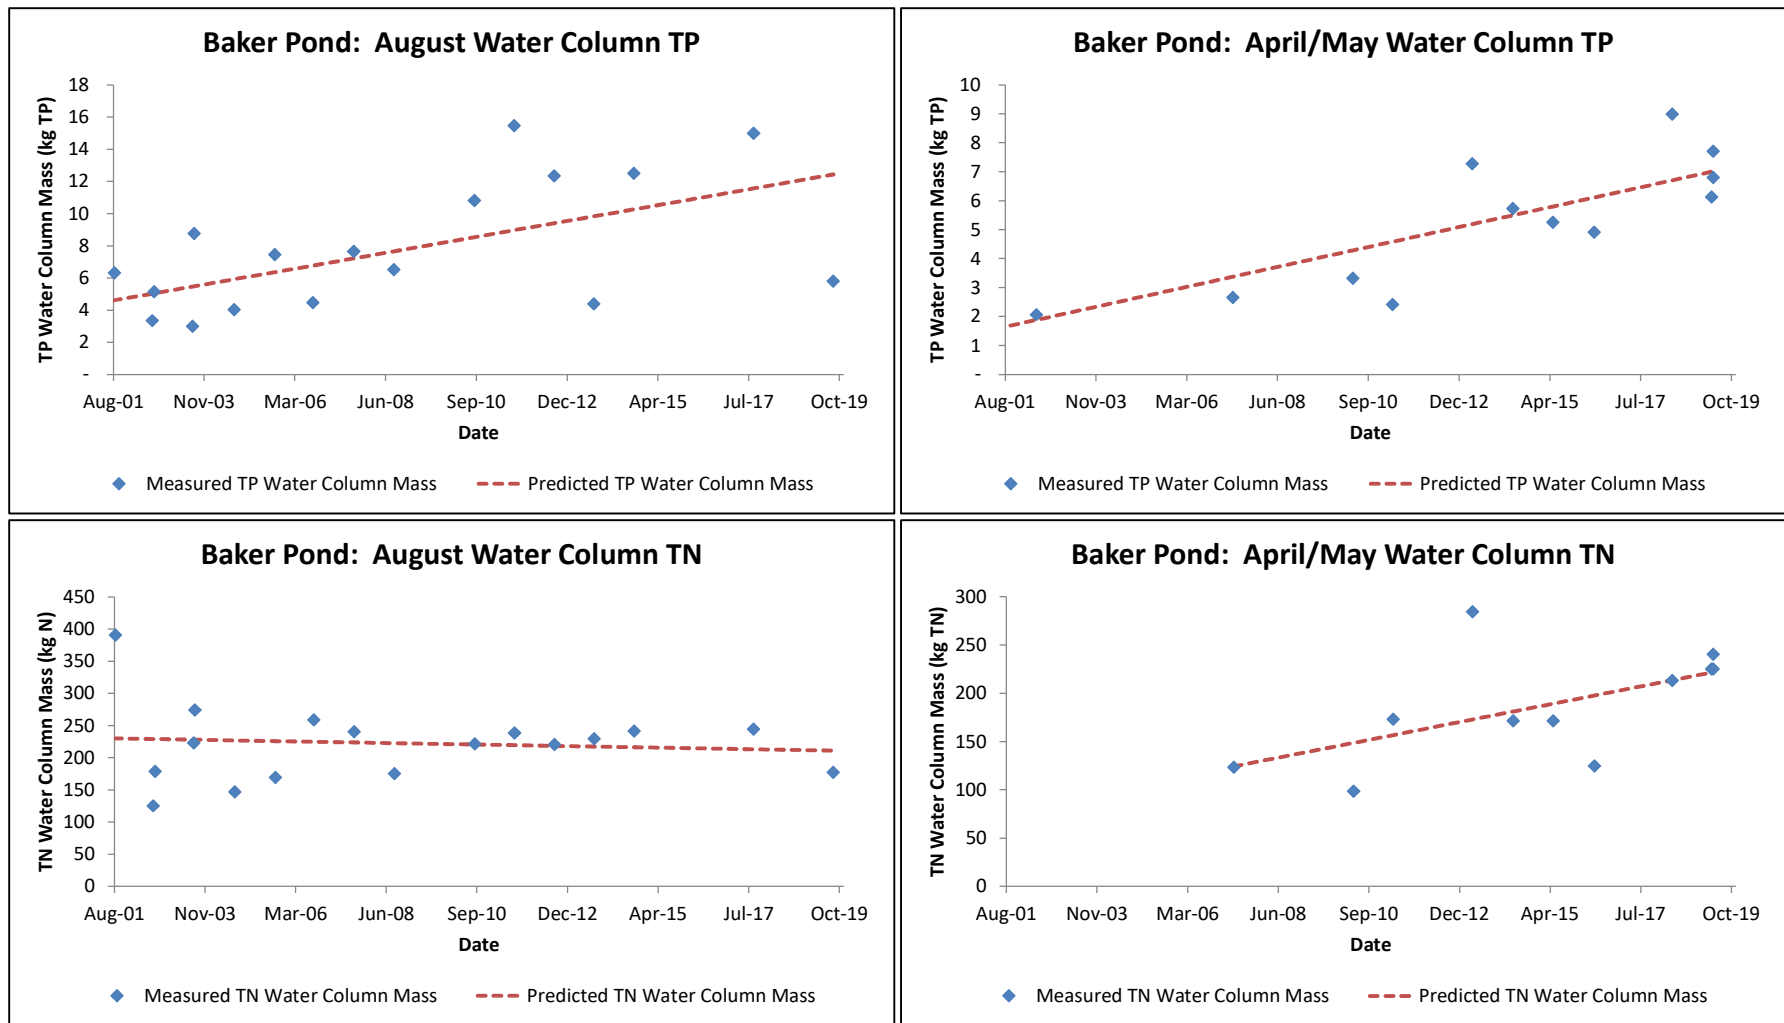 Baker Pond:  August Water Column TP
TP Water Column Mass (kg TP)
18
16
14
12
10
8
6
4
2
-
Aug-01 Nov-03 Mar-06 Jun-08 Sep-10 Dec-12 Apr-15 Jul-17 Oct-19
Date
Measured TP Water Column Mass Predicted TP Water Column Mass
Baker Pond:  April/May Water Column TP
TP Water Column Mass (kg TP)
10
9
8
7
6
5
4
3
2
1
-
Aug-01 Nov-03 Mar-06 Jun-08 Sep-10 Dec-12 Apr-15 Jul-17 Oct-19
Date
Measured TP Water Column Mass Predicted TP Water Column Mass
Baker Pond:  August Water Column TN
TN Water Column Mass (kg N)
450
400
350
300
250
200
150
100
50
0
Aug-01 Nov-03 Mar-06 Jun-08 Sep-10 Dec-12 Apr-15 Jul-17 Oct-19
Date
Measured TN Water Column Mass Predicted TN Water Column Mass
Baker Pond:  April/May Water Column TN
TN Water Column Mass (kg TN)
300
250
200
150
100
50
0
Aug-01 Nov-03 Mar-06 Jun-08 Sep-10 Dec-12 Apr-15 Jul-17 Oct-19
Date
Measured TN Water Column Mass Predicted TN Water Column Mass